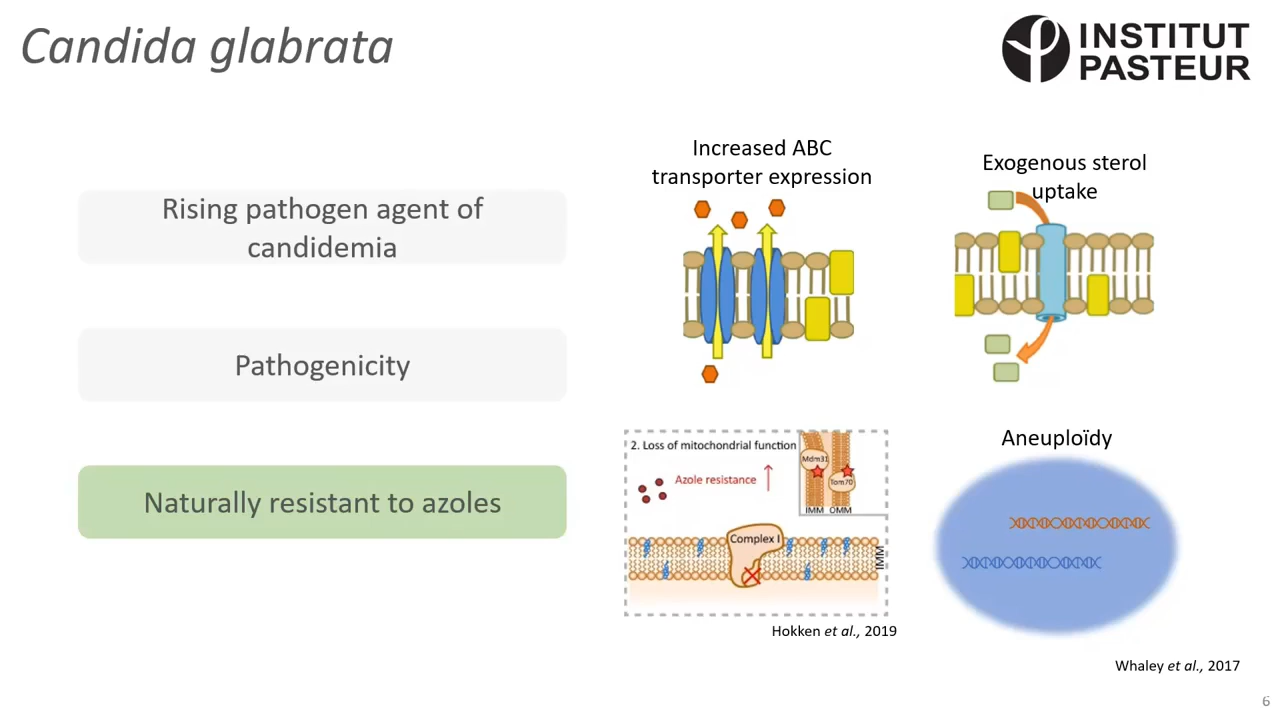 Candida glabrata
INSTITUT
PASTEUR
Rising pathogen agent of
candidemia
Pathogenicity
Naturally resistant to azoles
Increased ABC
transporter expression
Exogenous sterol
uptake
2. Loss of mitochondrial function
Azole resistance
Mdm31
Tom70
IMM OMM
Complex I
IMM
Hokken et al., 2019
Aneuploïdy
Whaley et al., 2017
6